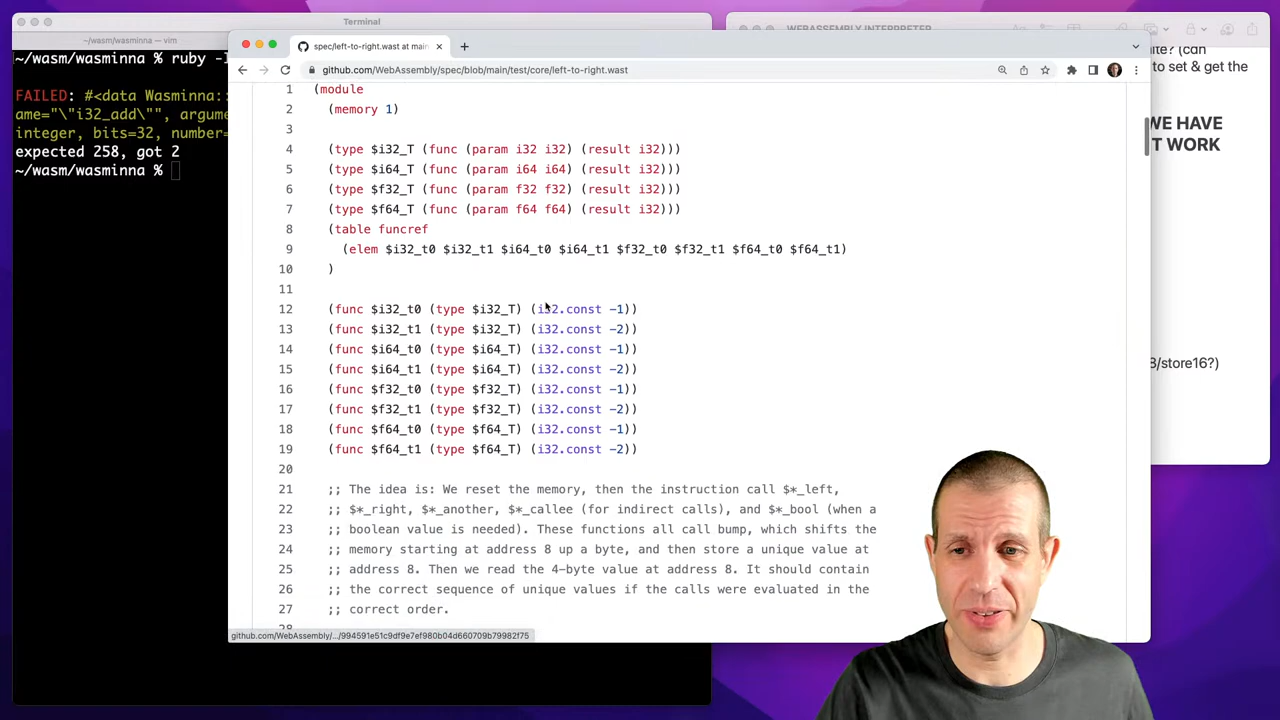 Terminal
~/wasm/wasminna — vim
~/wasm/wasminna % ruby -I
FAILED: #<data Wasminna::
ame="\"i32_add\"", argume
integer, bits=32, number=
expected 258, got 2
~/wasm/wasminna %
spec/left-to-right.wast at main
github.com/WebAssembly/spec/blob/main/test/core/left-to-right.wast
1 (module
2 (memory 1)
3
4 (type $i32_T (func (param i32 i32) (result i32)))
5 (type $i64_T (func (param i64 i64) (result i32)))
6 (type $f32_T (func (param f32 f32) (result i32)))
7 (type $f64_T (func (param f64 f64) (result i32)))
8 (table funcref
9 (elem $i32_t0 $i32_t1 $i64_t0 $i64_t1 $f32_t0 $f32_t1 $f64_t0 $f64_t1)
10 )
11
12 (func $i32_t0 (type $i32_T) (i32.const -1))
13 (func $i32_t1 (type $i32_T) (i32.const -2))
14 (func $i64_t0 (type $i64_T) (i32.const -1))
15 (func $i64_t1 (type $i64_T) (i32.const -2))
16 (func $f32_t0 (type $f32_T) (i32.const -1))
17 (func $f32_t1 (type $f32_T) (i32.const -2))
18 (func $f64_t0 (type $f64_T) (i32.const -1))
19 (func $f64_t1 (type $f64_T) (i32.const -2))
20
21 ;; The idea is: We reset the memory, then the instruction call $*_left,
22 ;; $*_right, $*_another, $*_callee (for indirect calls), and $*_bool (when a
23 ;; boolean value is needed). These functions all call bump, which shifts the
24 ;; memory starting at address 8 up a byte, and then store a unique value at
25 ;; address 8. Then we read the 4-byte value at address 8. It should contain
26 ;; the correct sequence of unique values if the calls were evaluated in the
27 ;; correct order.
28
github.com/WebAssembly/.../994591e51c9df9e7ef980b04d660709b79982f75
WEBASSEMBLY INTERPRETER
(can
to set & get the
WE HAVE
T WORK
8/store16?)